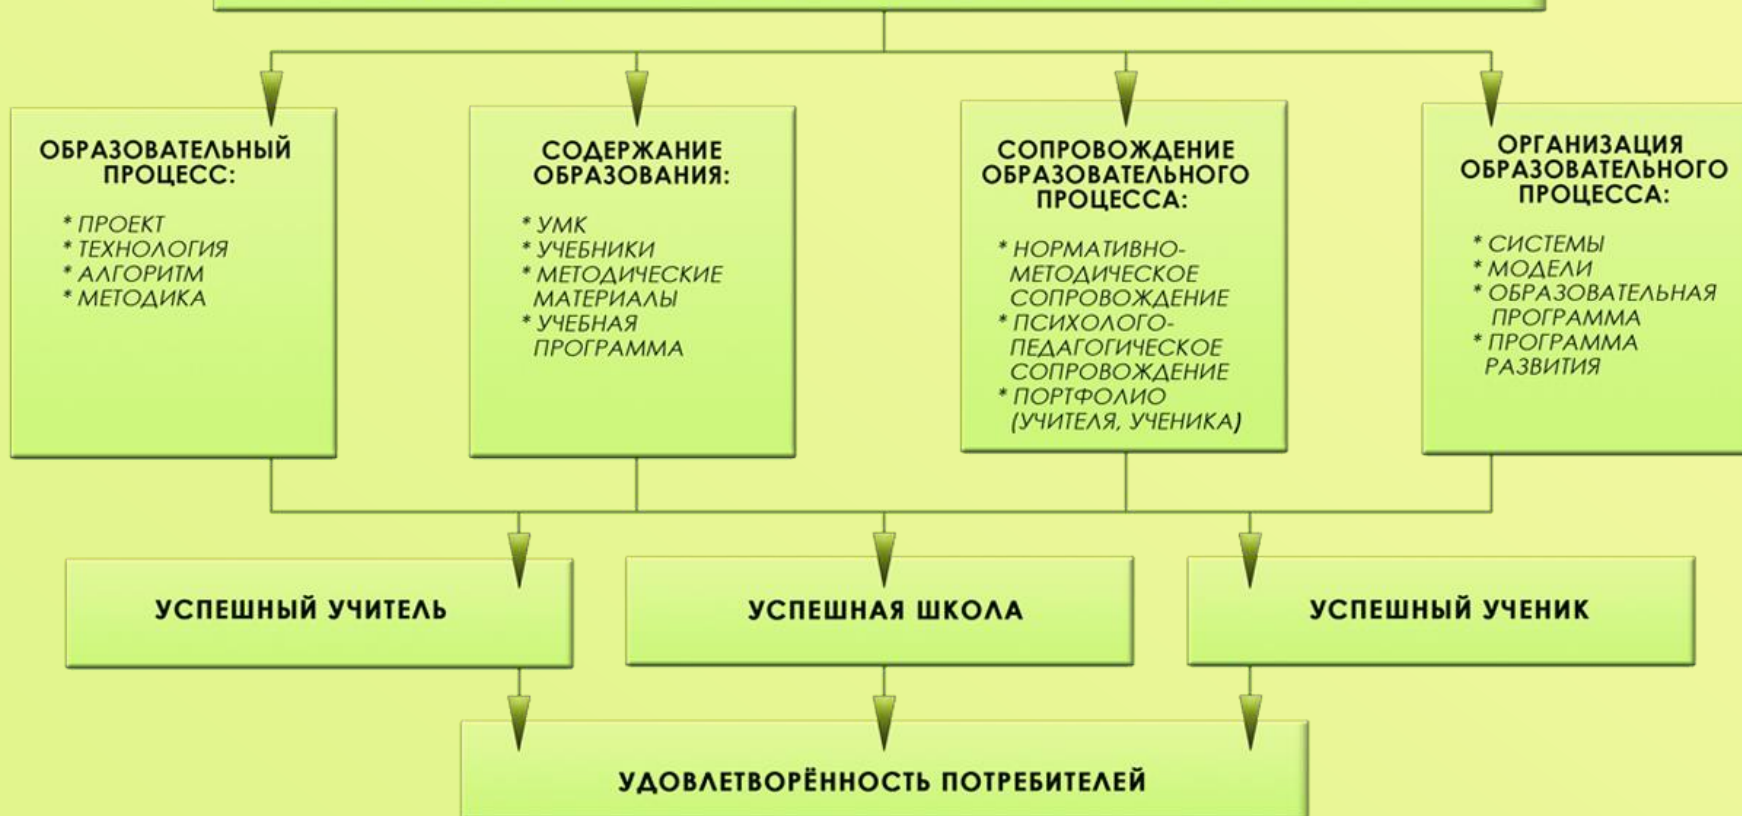 ОБРАЗОВАТЕЛЬНЫЙ
ПРОЦЕСС:
* ПРОЕКТ
* ТЕХНОЛОГИЯ
* АЛГОРИТМ
* МЕТОДИКА
СОДЕРЖАНИЕ
ОБРАЗОВАНИЯ:
* УМК
* УЧЕБНИКИ
* МЕТОДИЧЕСКИЕ
МАТЕРИАЛЫ
* УЧЕБНАЯ
ПРОГРАММА
СОПРОВОЖДЕНИЕ
ОБРАЗОВАТЕЛЬНОГО
ПРОЦЕССА:
* НОРМАТИВНО-
МЕТОДИЧЕСКОЕ
СОПРОВОЖДЕНИЕ
* ПСИХОЛОГО-
ПЕДАГОГИЧЕСКОЕ
СОПРОВОЖДЕНИЕ
* ПОРТФОЛИО
(УЧИТЕЛЯ, УЧЕНИКА)
ОРГАНИЗАЦИЯ
ОБРАЗОВАТЕЛЬНОГО
ПРОЦЕССА:
* СИСТЕМЫ
* МОДЕЛИ
* ОБРАЗОВАТЕЛЬНАЯ
ПРОГРАММА
* ПРОГРАММА
РАЗВИТИЯ
УСПЕШНЫЙ УЧИТЕЛЬ
УСПЕШНАЯ ШКОЛА
УСПЕШНЫЙ УЧЕНИК
УДОВЛЕТВОРЁННОСТЬ ПОТРЕБИТЕЛЕЙ